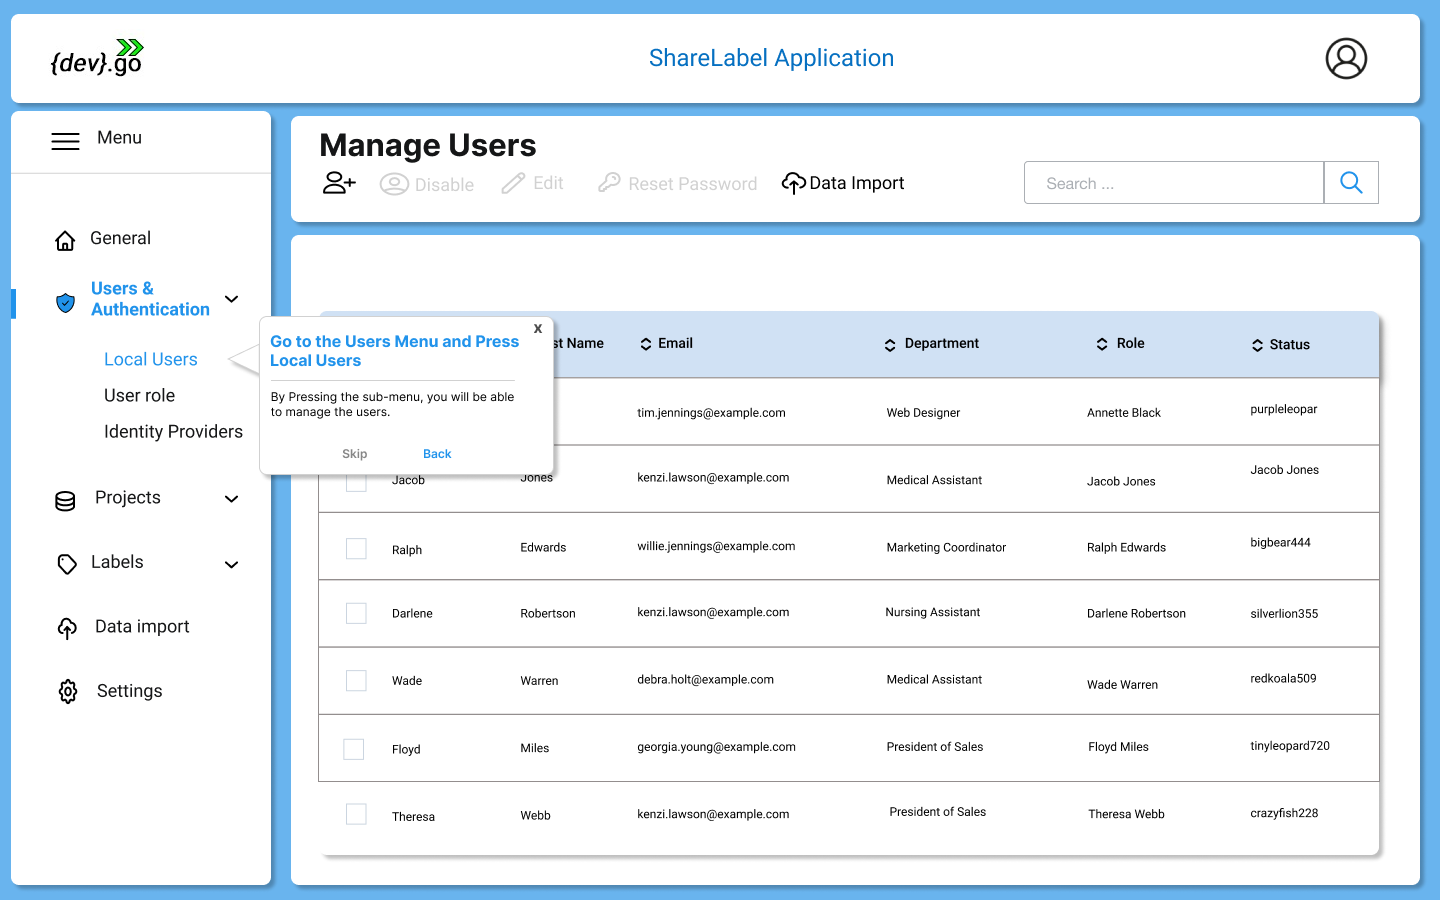 {dev}.go
ShareLabel Application
Menu
General
Users &
Authentication
Local Users
User role
Identity Providers
Projects
Labels
Data import
Settings
Manage Users
Disable
Edit
Reset Password
Data Import
Search ...
X
Go to the Users Menu and Press
Local Users
By Pressing the sub-menu, you will be able
to manage the users.
Skip
Back
Name Email Department Role Status
tim.jennings@example.com Web Designer Annette Black purpleleopar
Jacob Jones kenzi.lawson@example.com Medical Assistant Jacob Jones Jacob Jones
Ralph Edwards willie.jennings@example.com Marketing Coordinator Ralph Edwards bigbear444
Darlene Robertson kenzi.lawson@example.com Nursing Assistant Darlene Robertson silverlion355
Wade Warren debra.holt@example.com Medical Assistant Wade Warren redkoala509
Floyd Miles georgia.young@example.com President of Sales Floyd Miles tinyleopard720
Theresa Webb kenzi.lawson@example.com President of Sales Theresa Webb crazyfish228